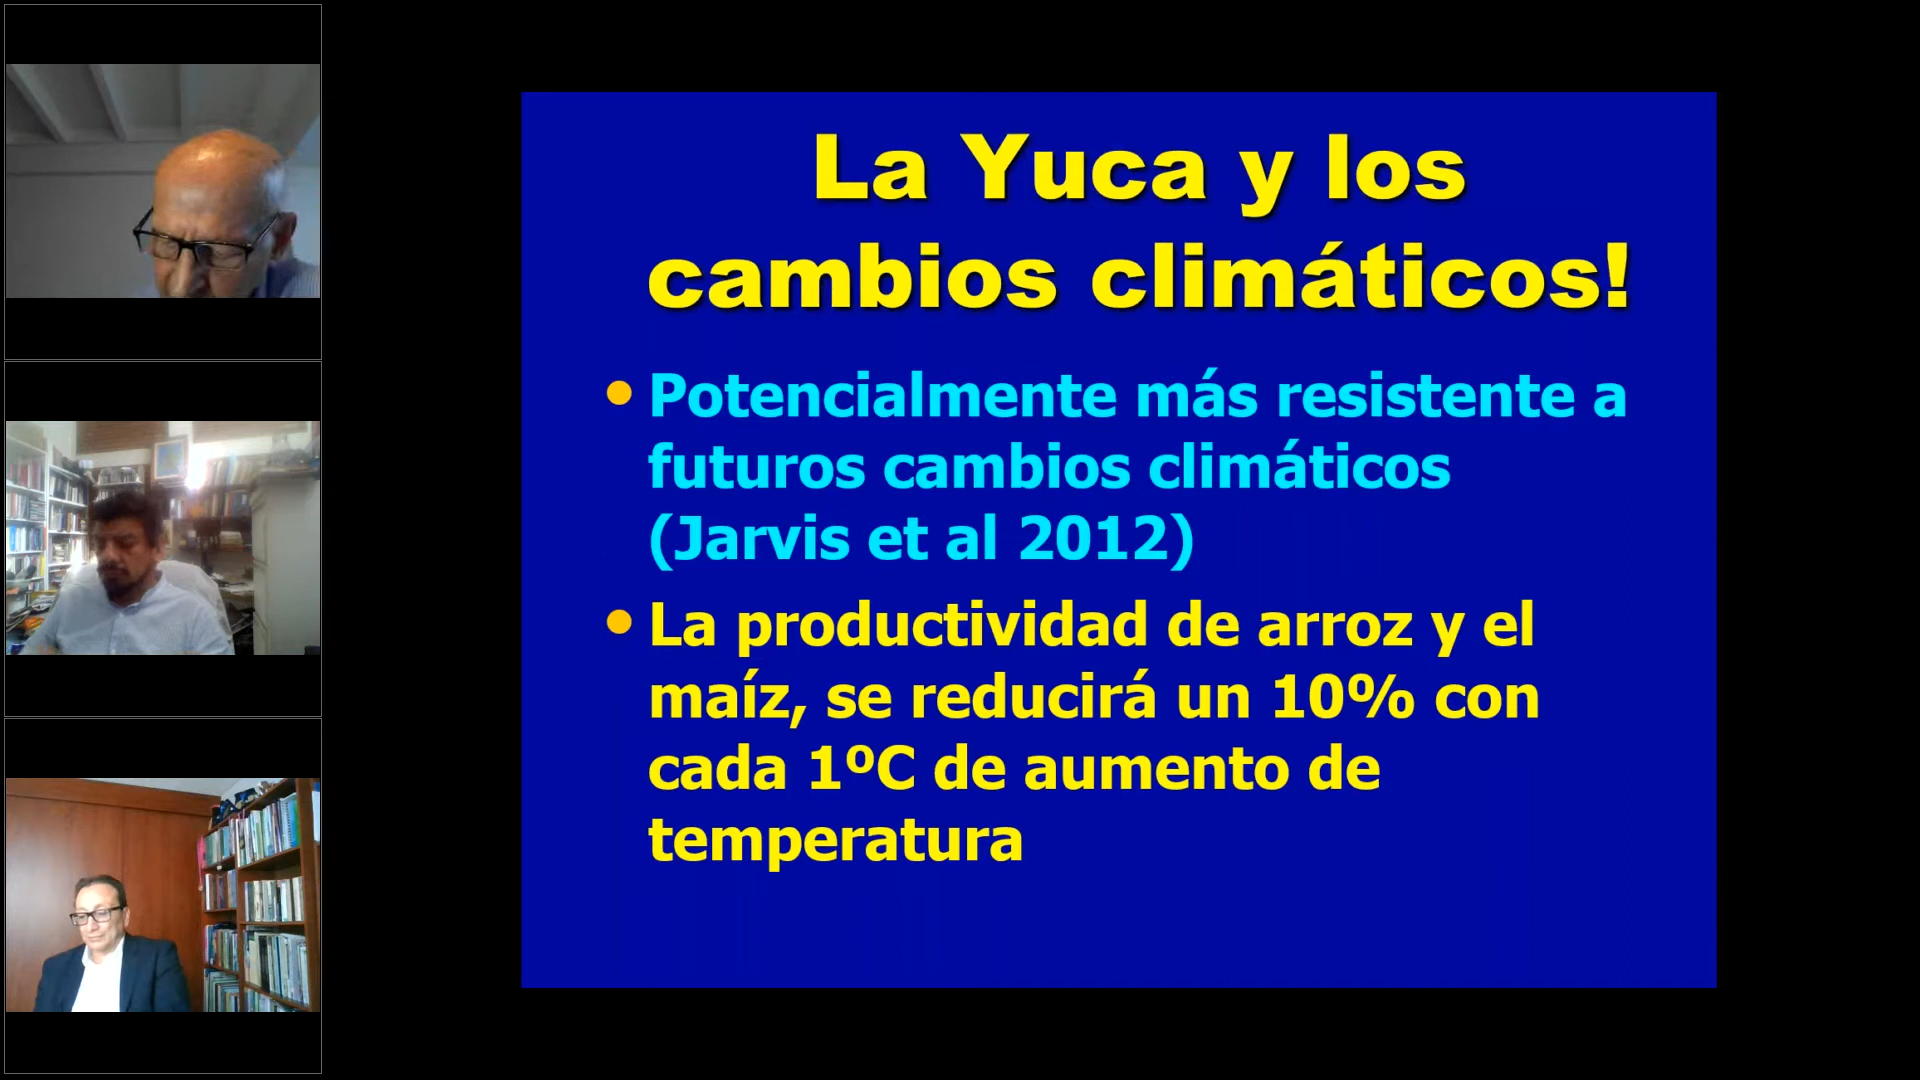 La Yuca y los
cambios climáticos!
Potencialmente más resistente a
futuros cambios climáticos
(Jarvis et al 2012)
La productividad de arroz y el
maíz, se reducirá un 10% con
cada 1ºC de aumento de
temperatura